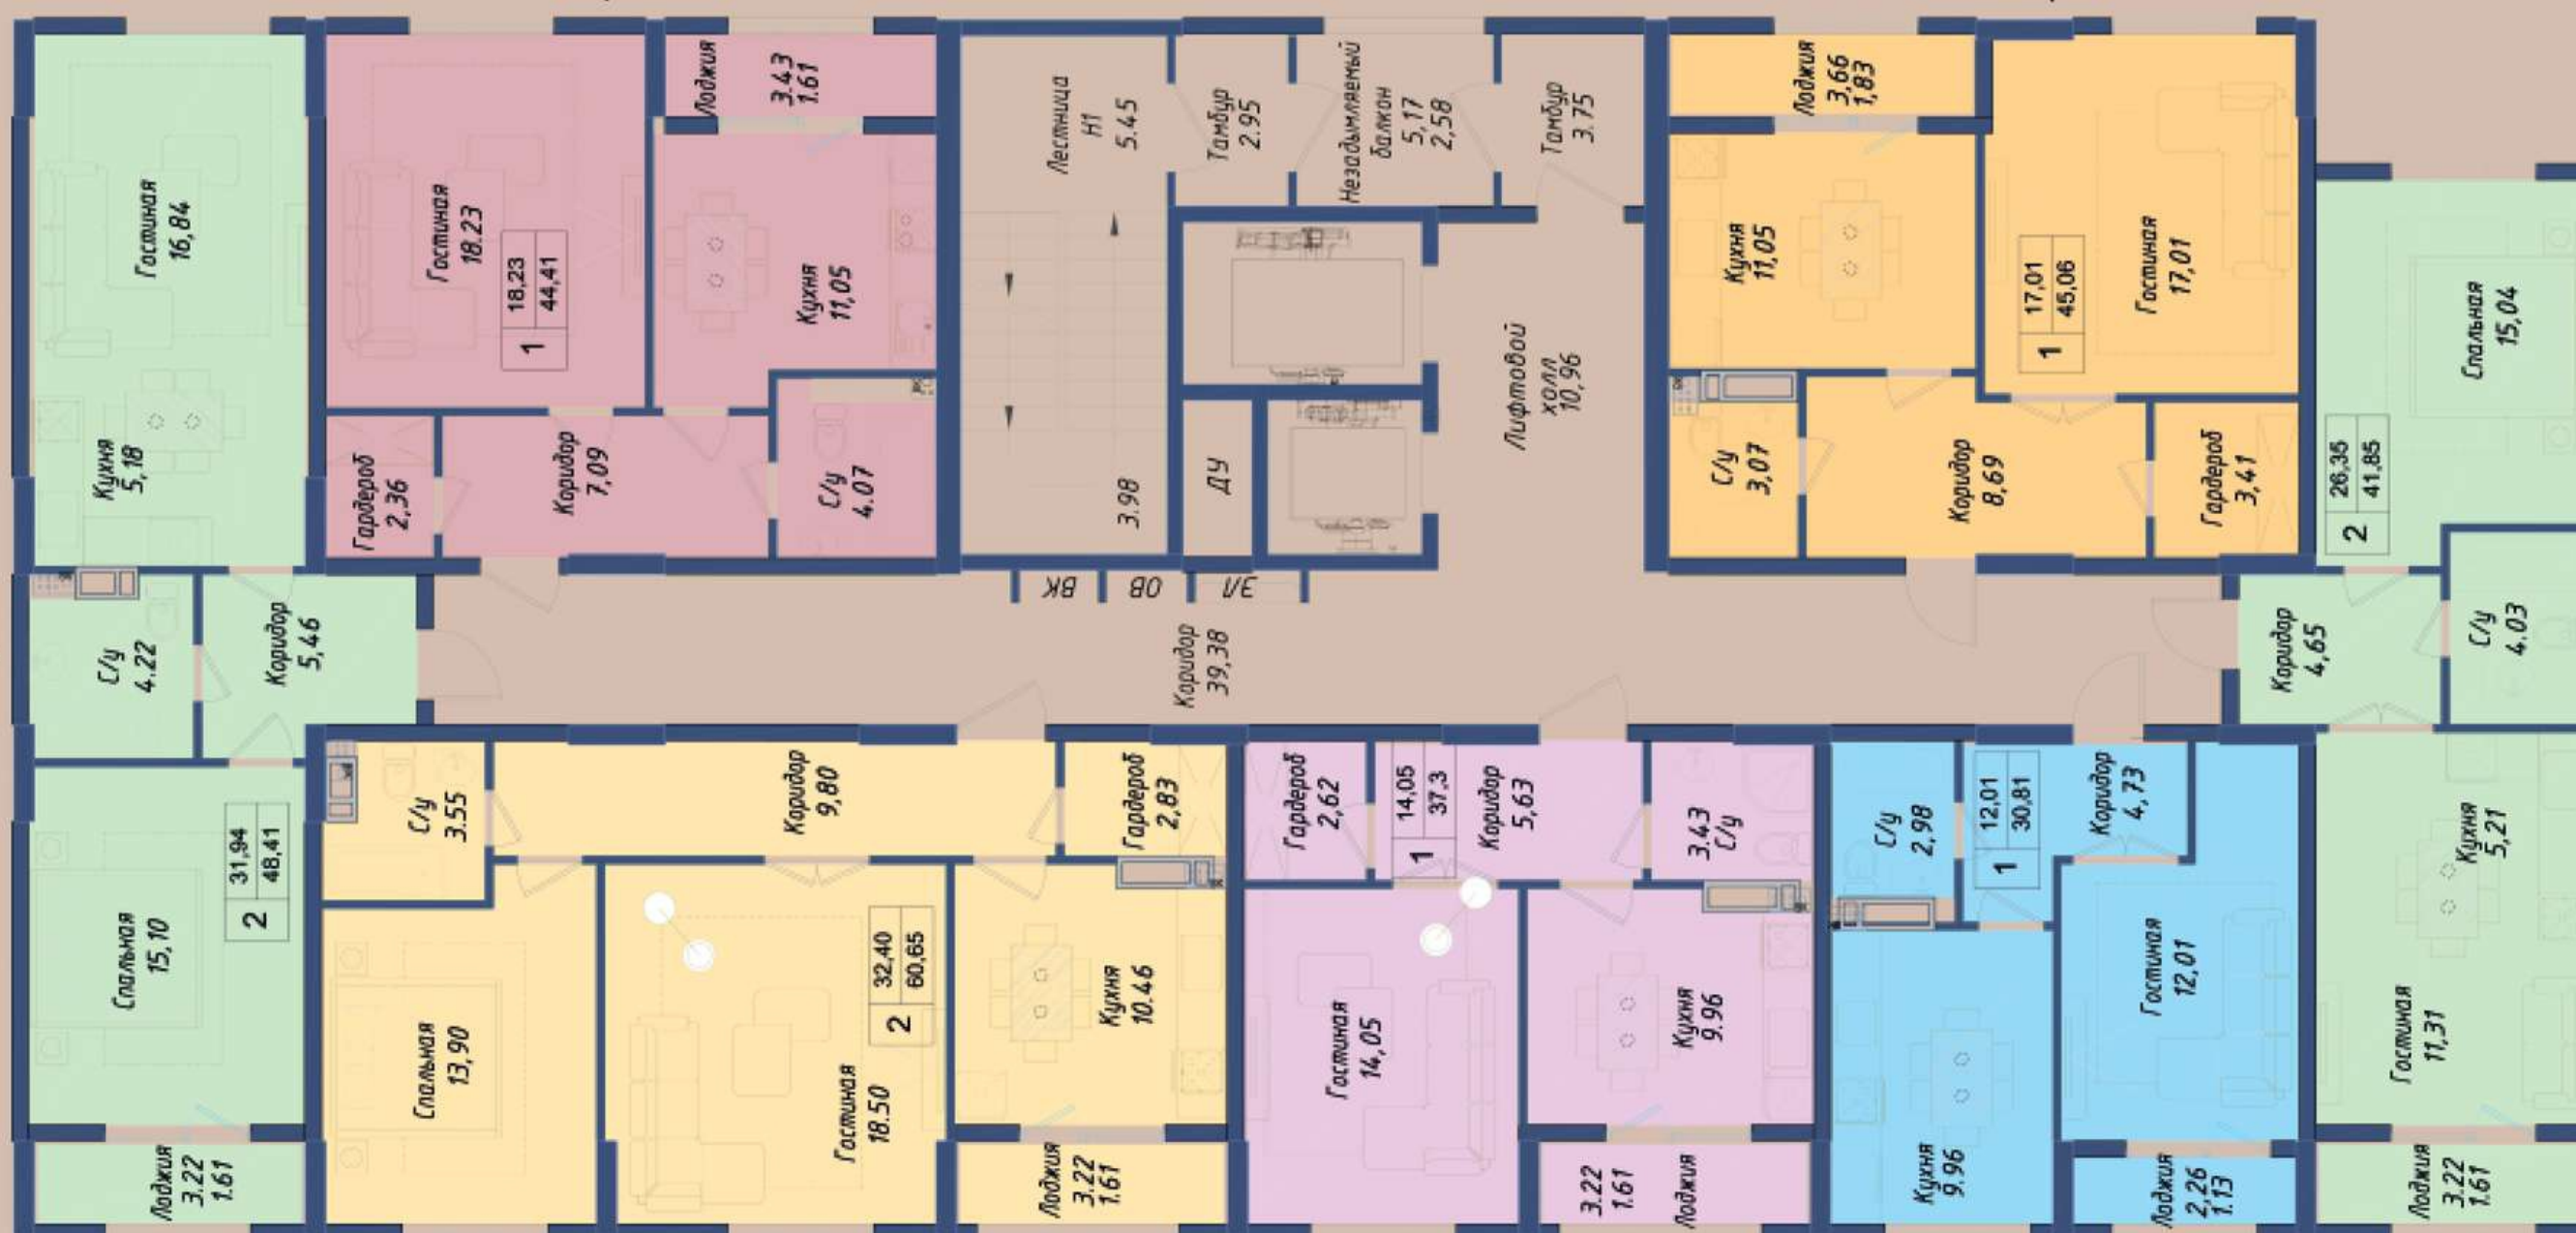 Гостиная
16,84
Кухня
5,18
С/у
4.22
Коридор
5,46
Спальная
15,10
2
31,94
48,41
Лоджия
3.22
1.61
Гостиная
18.23
1
18,23
44,41
Лоджия
3.43
1.61
Кухня
11,05
Гардероб
2,36
Коридор
7,09
С/у
4.07
Лестница
Н1
5.45
3.98
Тамбур
2.95
Незадымляемый
балкон
5,17
2,58
Тамбур
3.75
ДУ
Лифтовой
холл
10,96
ВК
ОВ
ЭЛ
Коридор
39,38
Лоджия
3,66
1,83
Кухня
11,05
1
17,01
45,06
Гостиная
17,01
С/у
3,07
Коридор
8,69
Гардероб
3,41
Спальная
15,04
2
26,35
41,85
Коридор
4,65
С/у
4.03
Кухня
5,21
Гостиная
11,31
Лоджия
3.22
1.61
С/у
3.55
Коридор
9,80
Гардероб
2,83
Спальная
13,90
Гостиная
18.50
2
32,40
60,65
Кухня
10.46
Лоджия
3.22
1.61
Гардероб
2,62
1
14,05
37,3
Коридор
5,63
3.43
С/у
Гостиная
14,05
Кухня
9.96
3.22
1.61
Лоджия
С/у
2,98
1
12,01
30,81
Коридор
4,73
Гостиная
12,01
Кухня
9.96
Лоджия
2,26
1.13